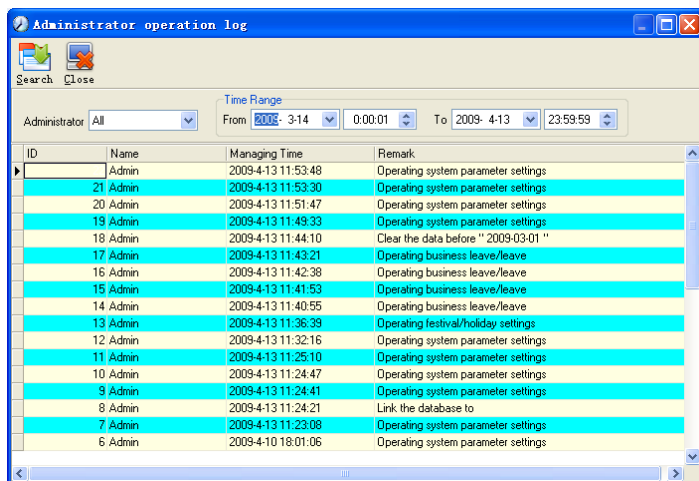 Administrator operation log
Search Close
Time Range
Administrator All From 2009- 3-14 0:00:01 To 2009- 4-13 23:59:59
ID Name Managing Time Remark
Admin 2009-4-13 11:53:48 Operating system parameter settings
21 Admin 2009-4-13 11:53:30 Operating system parameter settings
20 Admin 2009-4-13 11:51:47 Operating system parameter settings
19 Admin 2009-4-13 11:49:33 Operating system parameter settings
18 Admin 2009-4-13 11:44:10 Clear the data before " 2009-03-01 "
17 Admin 2009-4-13 11:43:21 Operating business leave/leave
16 Admin 2009-4-13 11:42:38 Operating business leave/leave
15 Admin 2009-4-13 11:41:53 Operating business leave/leave
14 Admin 2009-4-13 11:40:55 Operating business leave/leave
13 Admin 2009-4-13 11:36:39 Operating festival/holiday settings
12 Admin 2009-4-13 11:32:16 Operating system parameter settings
11 Admin 2009-4-13 11:25:10 Operating system parameter settings
10 Admin 2009-4-13 11:24:47 Operating system parameter settings
9 Admin 2009-4-13 11:24:41 Operating system parameter settings
8 Admin 2009-4-13 11:24:21 Link the database to
7 Admin 2009-4-13 11:23:08 Operating system parameter settings
6 Admin 2009-4-10 18:01:06 Operating system parameter settings